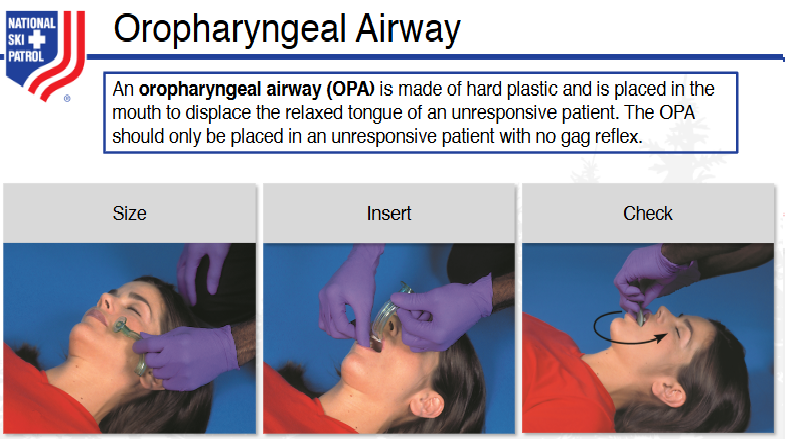 NATIONAL
SKI
PATROL
®
Oropharyngeal Airway
An oropharyngeal airway (OPA) is made of hard plastic and is placed in the
mouth to displace the relaxed tongue of an unresponsive patient. The OPA
should only be placed in an unresponsive patient with no gag reflex.
Size
Insert
Check